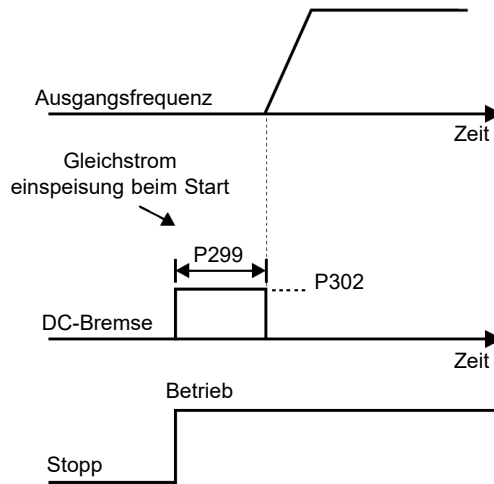 Ausgangsfrequenz
Zeit
Gleichstrom
einspeisung beim Start
P299
P302
DC-Bremse
Zeit
Betrieb
Stopp